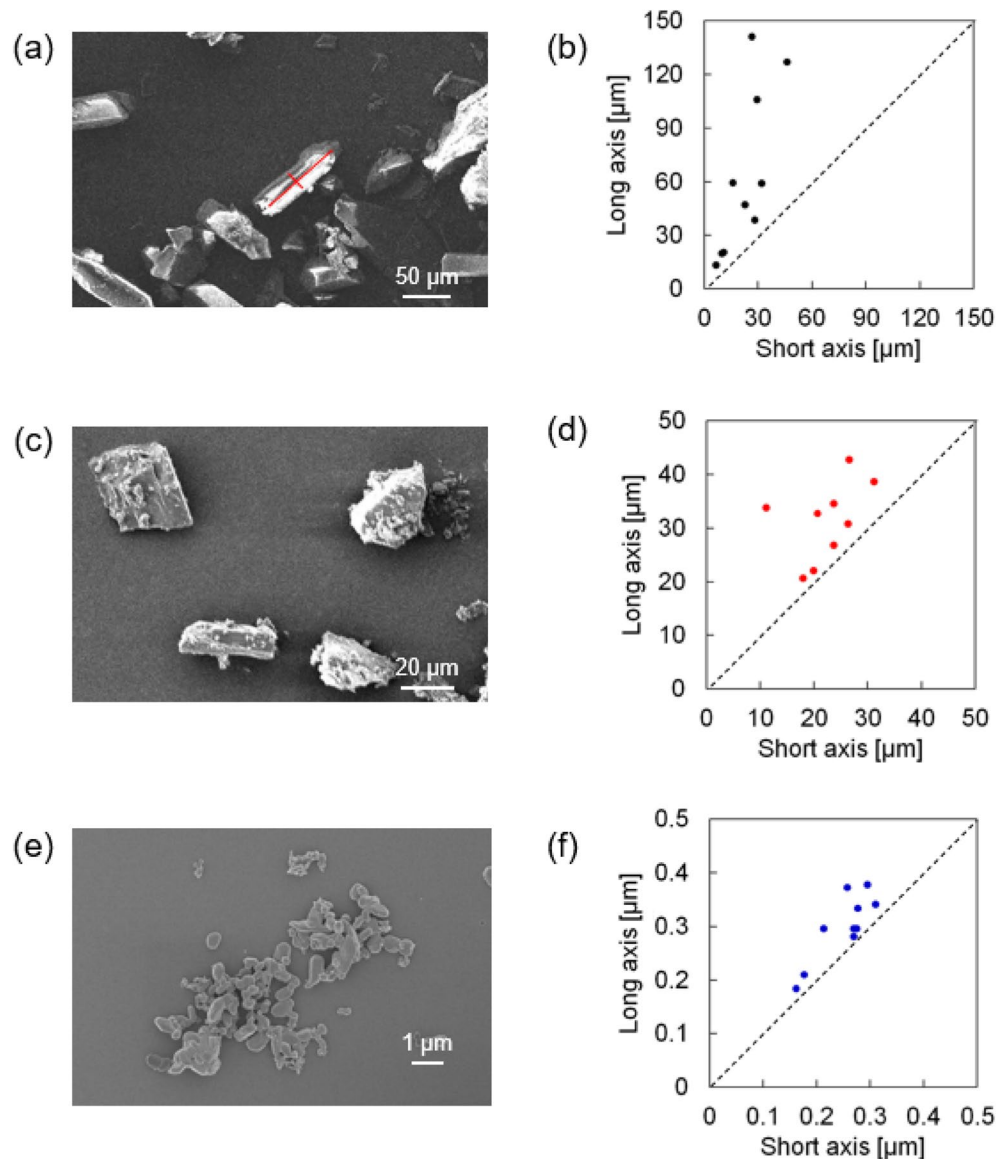 (a)
50 µm
(b)
Long axis [µm]
150
120
90
60
30
0
0 30 60 90 120 150
Short axis [µm]
(c)
20 µm
(d)
Long axis [µm]
50
40
30
20
10
0
0 10 20 30 40 50
Short axis [µm]
(e)
1 µm
(f)
Long axis [µm]
0.5
0.4
0.3
0.2
0.1
0
0 0.1 0.2 0.3 0.4 0.5
Short axis [µm]